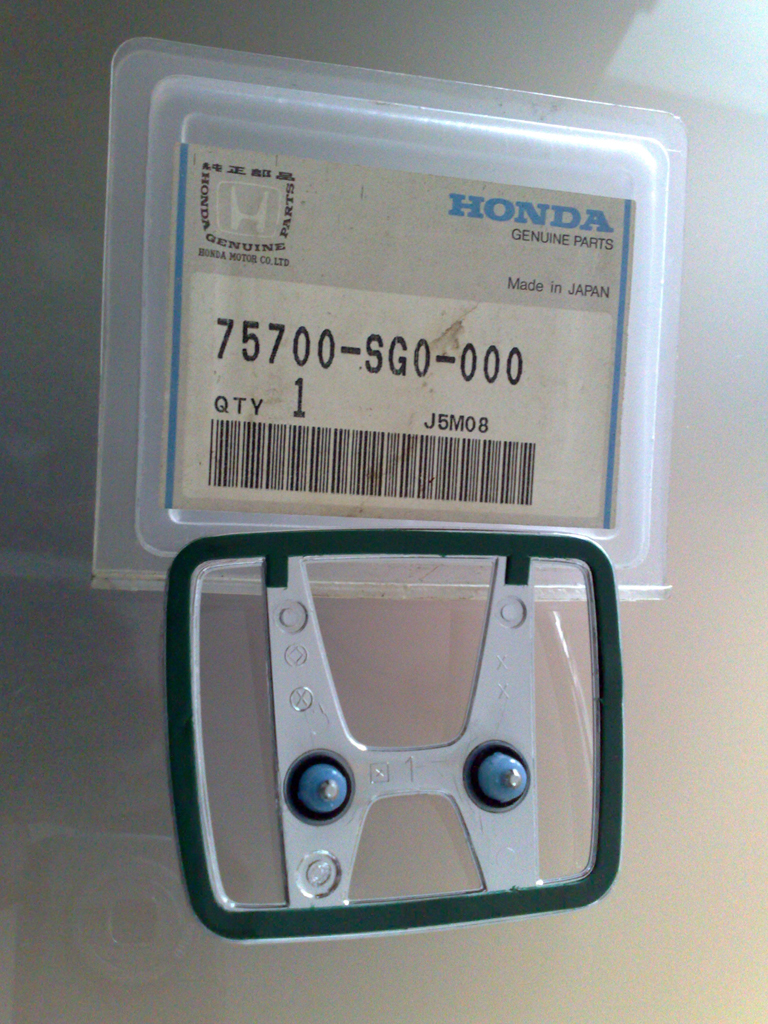 純正部品
HONDA
PARTS
GENUINE
HONDA MOTOR CO., LTD
HONDA
GENUINE PARTS
Made in JAPAN
75700-SG0-000
QTY 1
J5M08
1
X
X